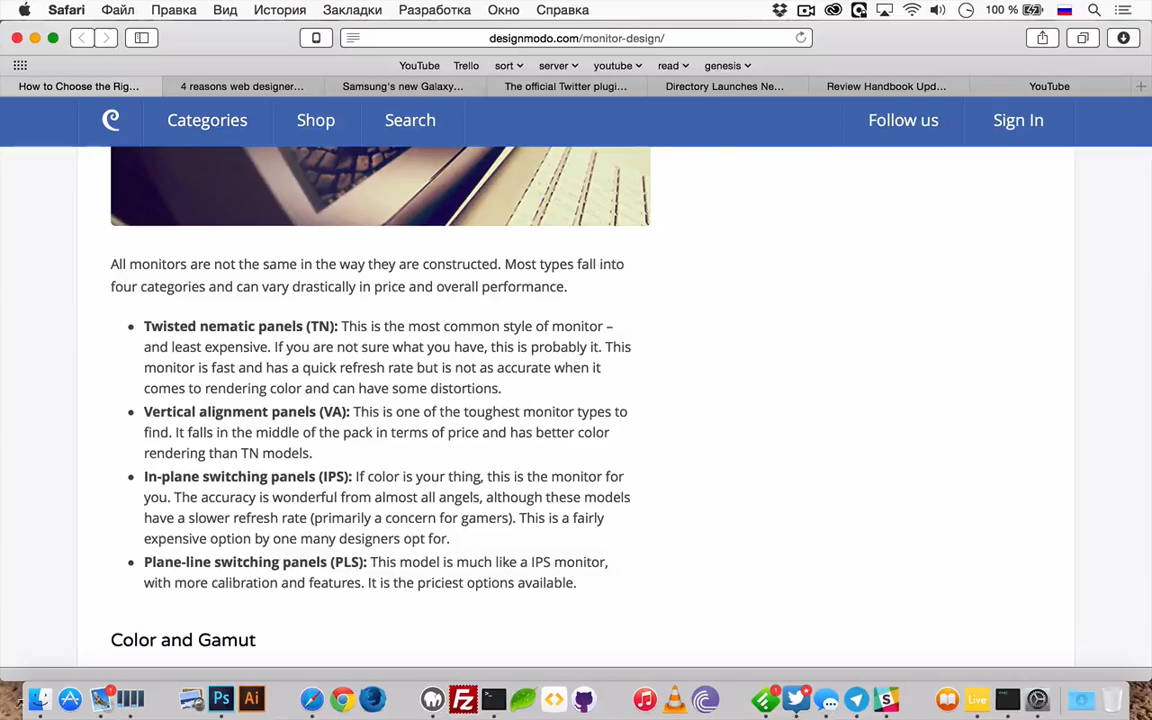 Safari Файл Правка Вид История Закладки Разработка Окно Справка 100 %
designmodo.com/monitor-design/
YouTube Trello sort server youtube read genesis
How to Choose the Rig... 4 reasons web designer... Samsung's new Galaxy... The official Twitter plugi... Directory Launches Ne... Review Handbook Upd... YouTube
Categories Shop Search Follow us Sign In
All monitors are not the same in the way they are constructed. Most types fall into
four categories and can vary drastically in price and overall performance.
• Twisted nematic panels (TN): This is the most common style of monitor –
and least expensive. If you are not sure what you have, this is probably it. This
monitor is fast and has a quick refresh rate but is not as accurate when it
comes to rendering color and can have some distortions.
• Vertical alignment panels (VA): This is one of the toughest monitor types to
find. It falls in the middle of the pack in terms of price and has better color
rendering than TN models.
• In-plane switching panels (IPS): If color is your thing, this is the monitor for
you. The accuracy is wonderful from almost all angels, although these models
have a slower refresh rate (primarily a concern for gamers). This is a fairly
expensive option by one many designers opt for.
• Plane-line switching panels (PLS): This model is much like a IPS monitor,
with more calibration and features. It is the priciest options available.
Color and Gamut
Ps Ai Fz Live